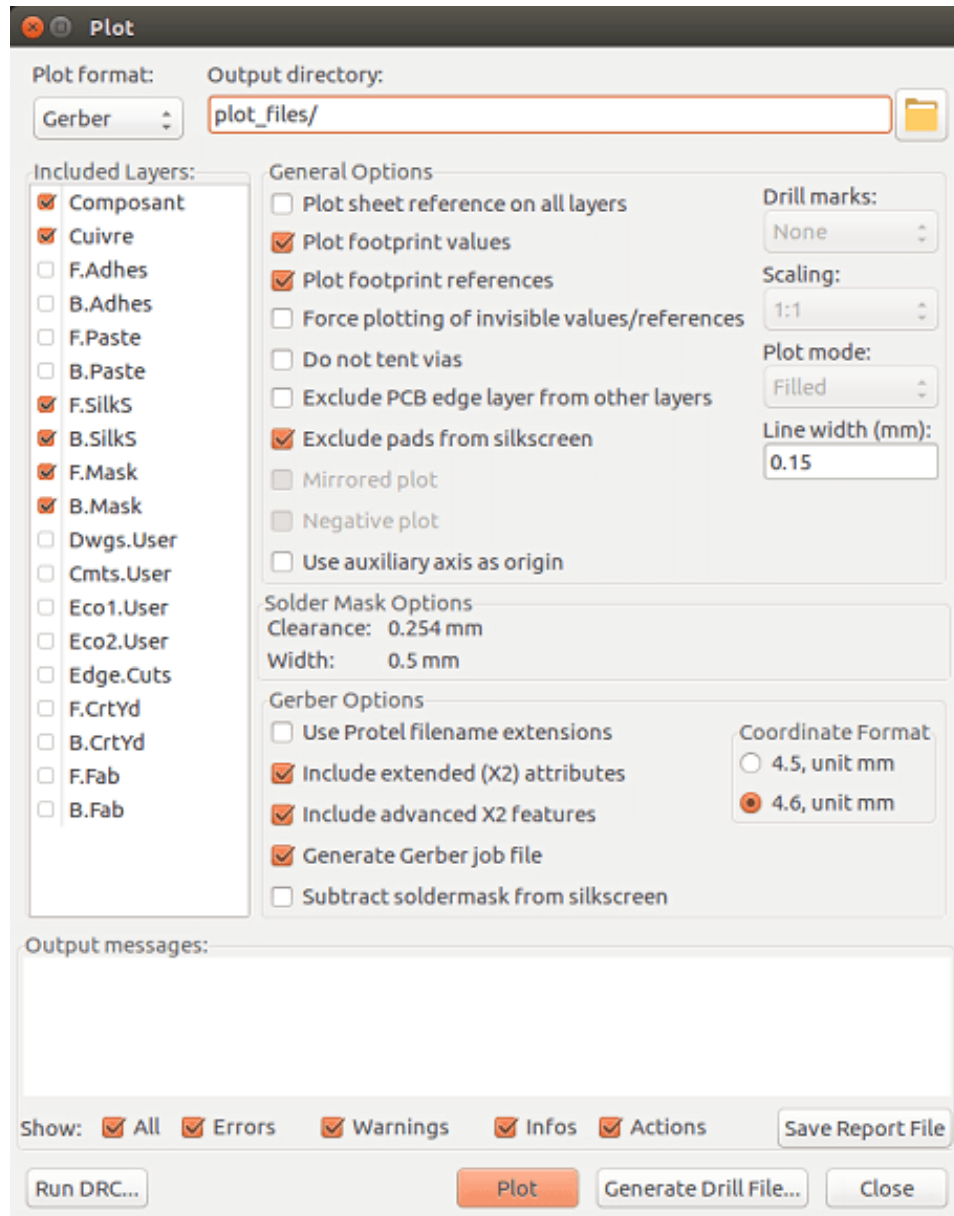 Plot
Plot format:
Output directory:
Gerber
plot_files/
Included Layers:
Composant
Cuivre
F.Adhes
B.Adhes
F.Paste
B.Paste
F.SilkS
B.SilkS
F.Mask
B.Mask
Dwgs.User
Cmts.User
Eco1.User
Eco2.User
Edge.Cuts
F.CrtYd
B.CrtYd
F.Fab
B.Fab
General Options
Plot sheet reference on all layers
Plot footprint values
Plot footprint references
Force plotting of invisible values/references
Do not tent vias
Exclude PCB edge layer from other layers
Exclude pads from silkscreen
Mirrored plot
Negative plot
Use auxiliary axis as origin
Drill marks:
None
Scaling:
1:1
Plot mode:
Filled
Line width (mm):
0.15
Solder Mask Options
Clearance: 0.254 mm
Width: 0.5 mm
Gerber Options
Use Protel filename extensions
Include extended (X2) attributes
Include advanced X2 features
Generate Gerber job file
Subtract soldermask from silkscreen
Coordinate Format
4.5, unit mm
4.6, unit mm
Output messages:
Show: All Errors Warnings Infos Actions Save Report File
Run DRC... Plot Generate Drill File... Close